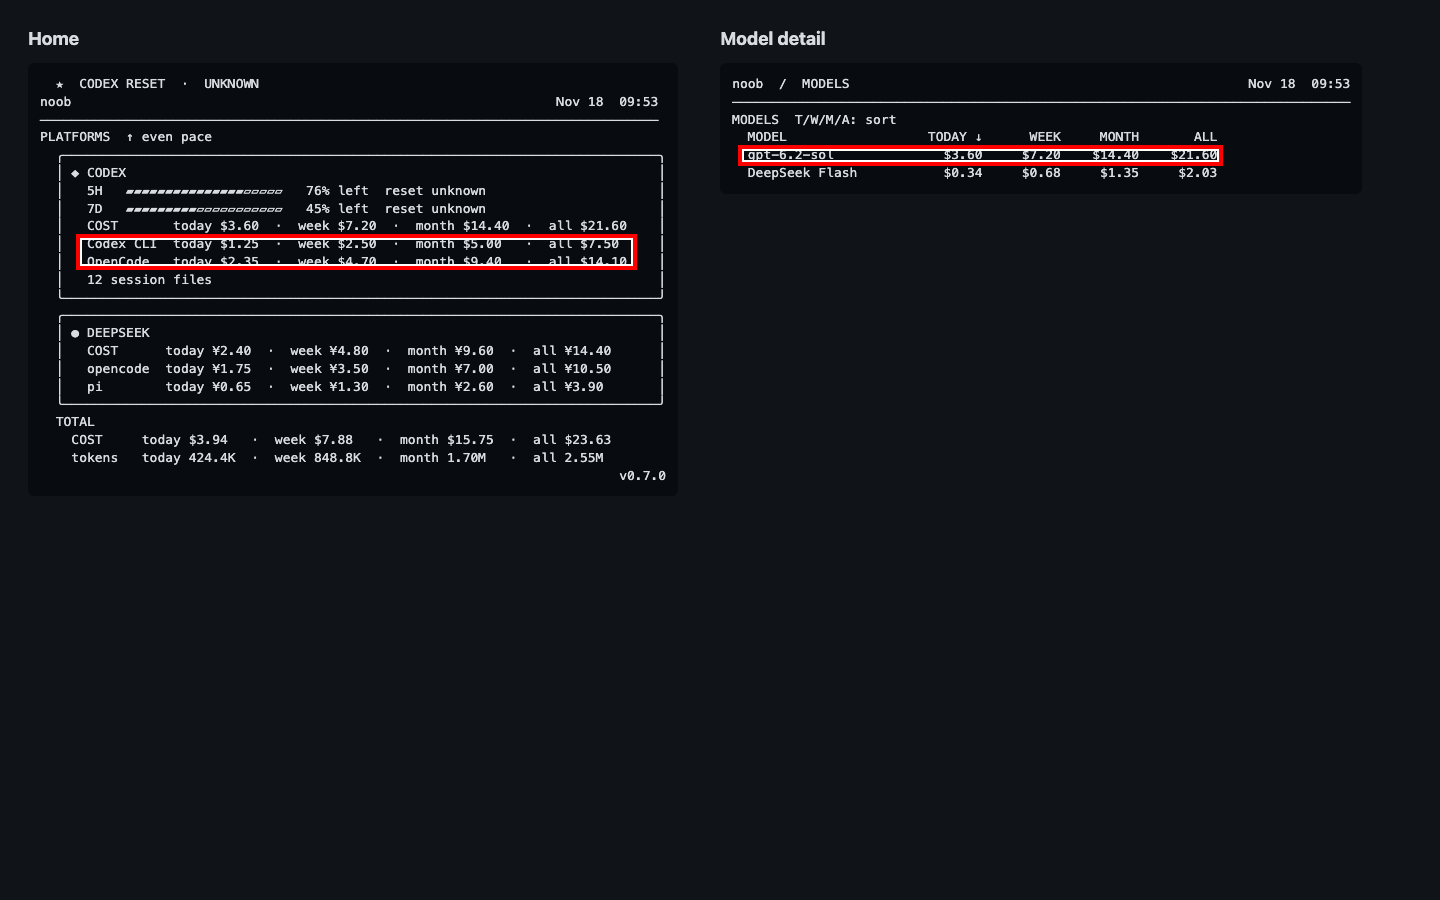 Home
★ CODEX RESET · UNKNOWN
noob Nov 18 09:53
PLATFORMS ↑ even pace
◆ CODEX
5H 76% left reset unknown
7D 45% left reset unknown
COST today $3.60 · week $7.20 · month $14.40 · all $21.60
Codex CLI today $1.25 · week $2.50 · month $5.00 · all $7.50
OpenCode today $2.35 · week $4.70 · month $9.40 · all $14.10
12 session files
● DEEPSEEK
COST today ¥2.40 · week ¥4.80 · month ¥9.60 · all ¥14.40
opencode today ¥1.75 · week ¥3.50 · month ¥7.00 · all ¥10.50
pi today ¥0.65 · week ¥1.30 · month ¥2.60 · all ¥3.90
TOTAL
COST today $3.94 · week $7.88 · month $15.75 · all $23.63
tokens today 424.4K · week 848.8K · month 1.70M · all 2.55M
v0.7.0
Model detail
noob / MODELS Nov 18 09:53
MODELS T/W/M/A: sort
MODEL TODAY ↓ WEEK MONTH ALL
gpt-6.2-sol $3.60 $7.20 $14.40 $21.60
DeepSeek Flash $0.34 $0.68 $1.35 $2.03